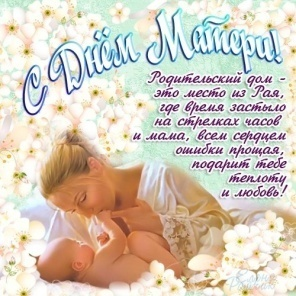 С Днём Матери!
Родительский дом -
это место из Рая,
где время застыло
на стрелках часов
и мама, всем сердцем
ошибки прощая,
подарит тебе
теплоту
и любовь!